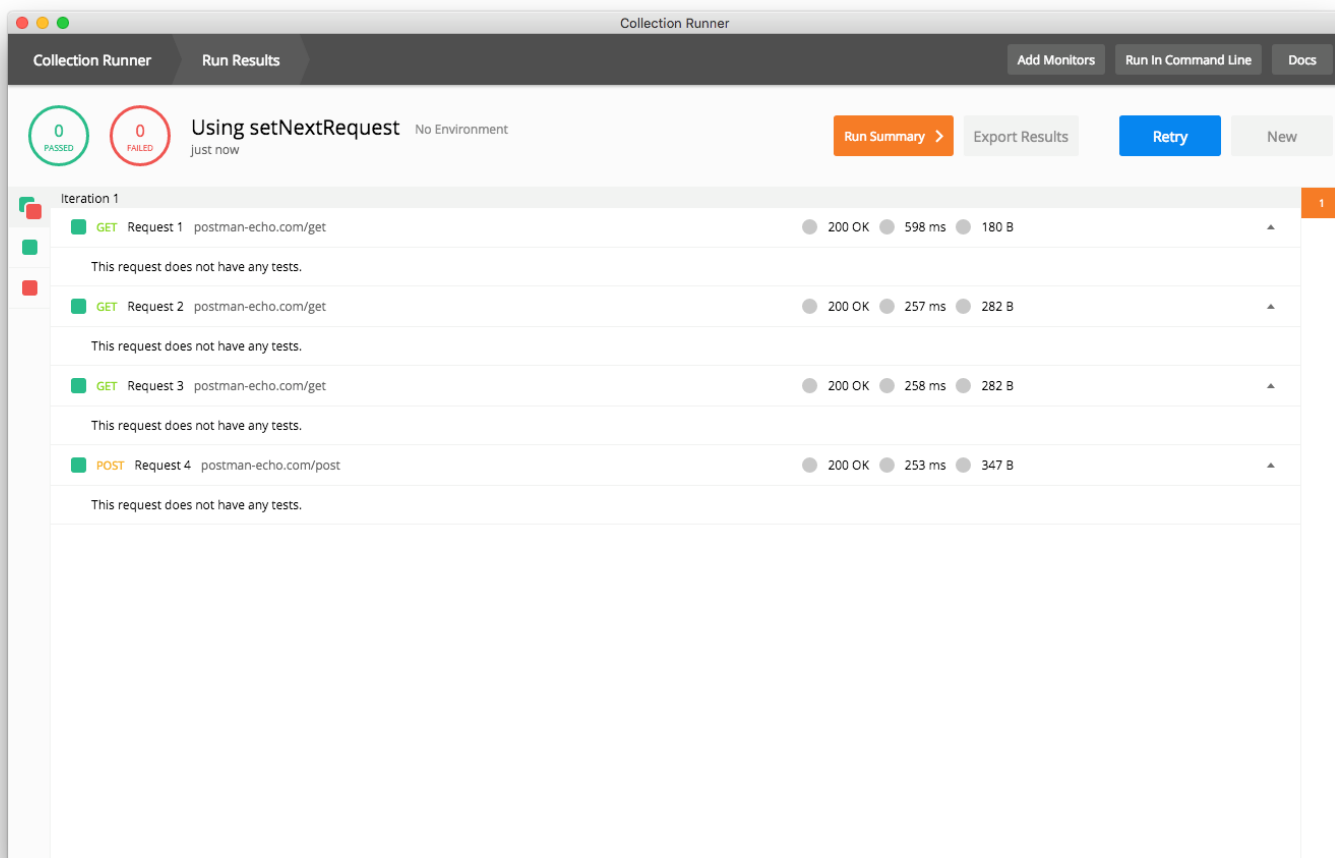 Collection Runner
Collection Runner Run Results Add Monitors Run In Command Line Docs
0 PASSED 0 FAILED Using setNextRequest No Environment Run Summary Export Results Retry New
just now
Iteration 1
1
GET Request 1 postman-echo.com/get 200 OK 598 ms 180 B
This request does not have any tests.
GET Request 2 postman-echo.com/get 200 OK 257 ms 282 B
This request does not have any tests.
GET Request 3 postman-echo.com/get 200 OK 258 ms 282 B
This request does not have any tests.
POST Request 4 postman-echo.com/post 200 OK 253 ms 347 B
This request does not have any tests.